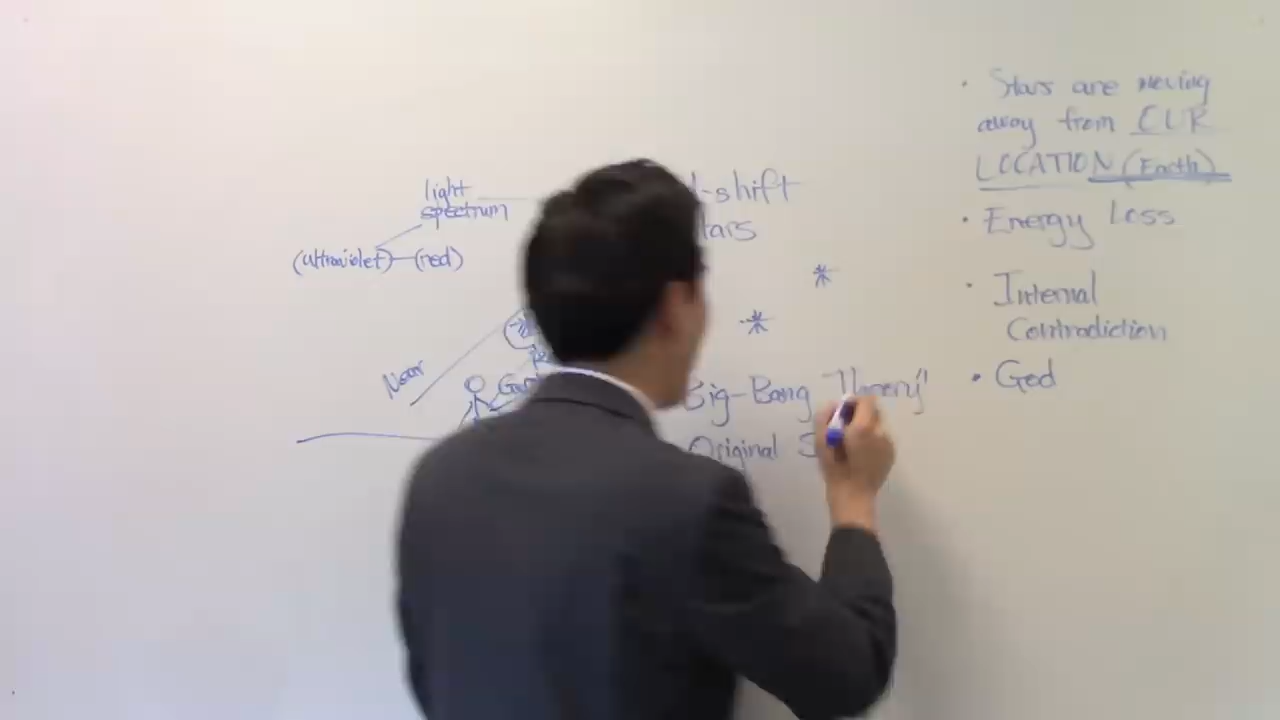 light
spectrum
(ultraviolet)
(red)
Near
-shift
tars
Big-Bang "Theory"
Original S
• Stars are moving
away from OUR
LOCATION (Earth)
• Energy Loss
• Internal
Contradiction
• God